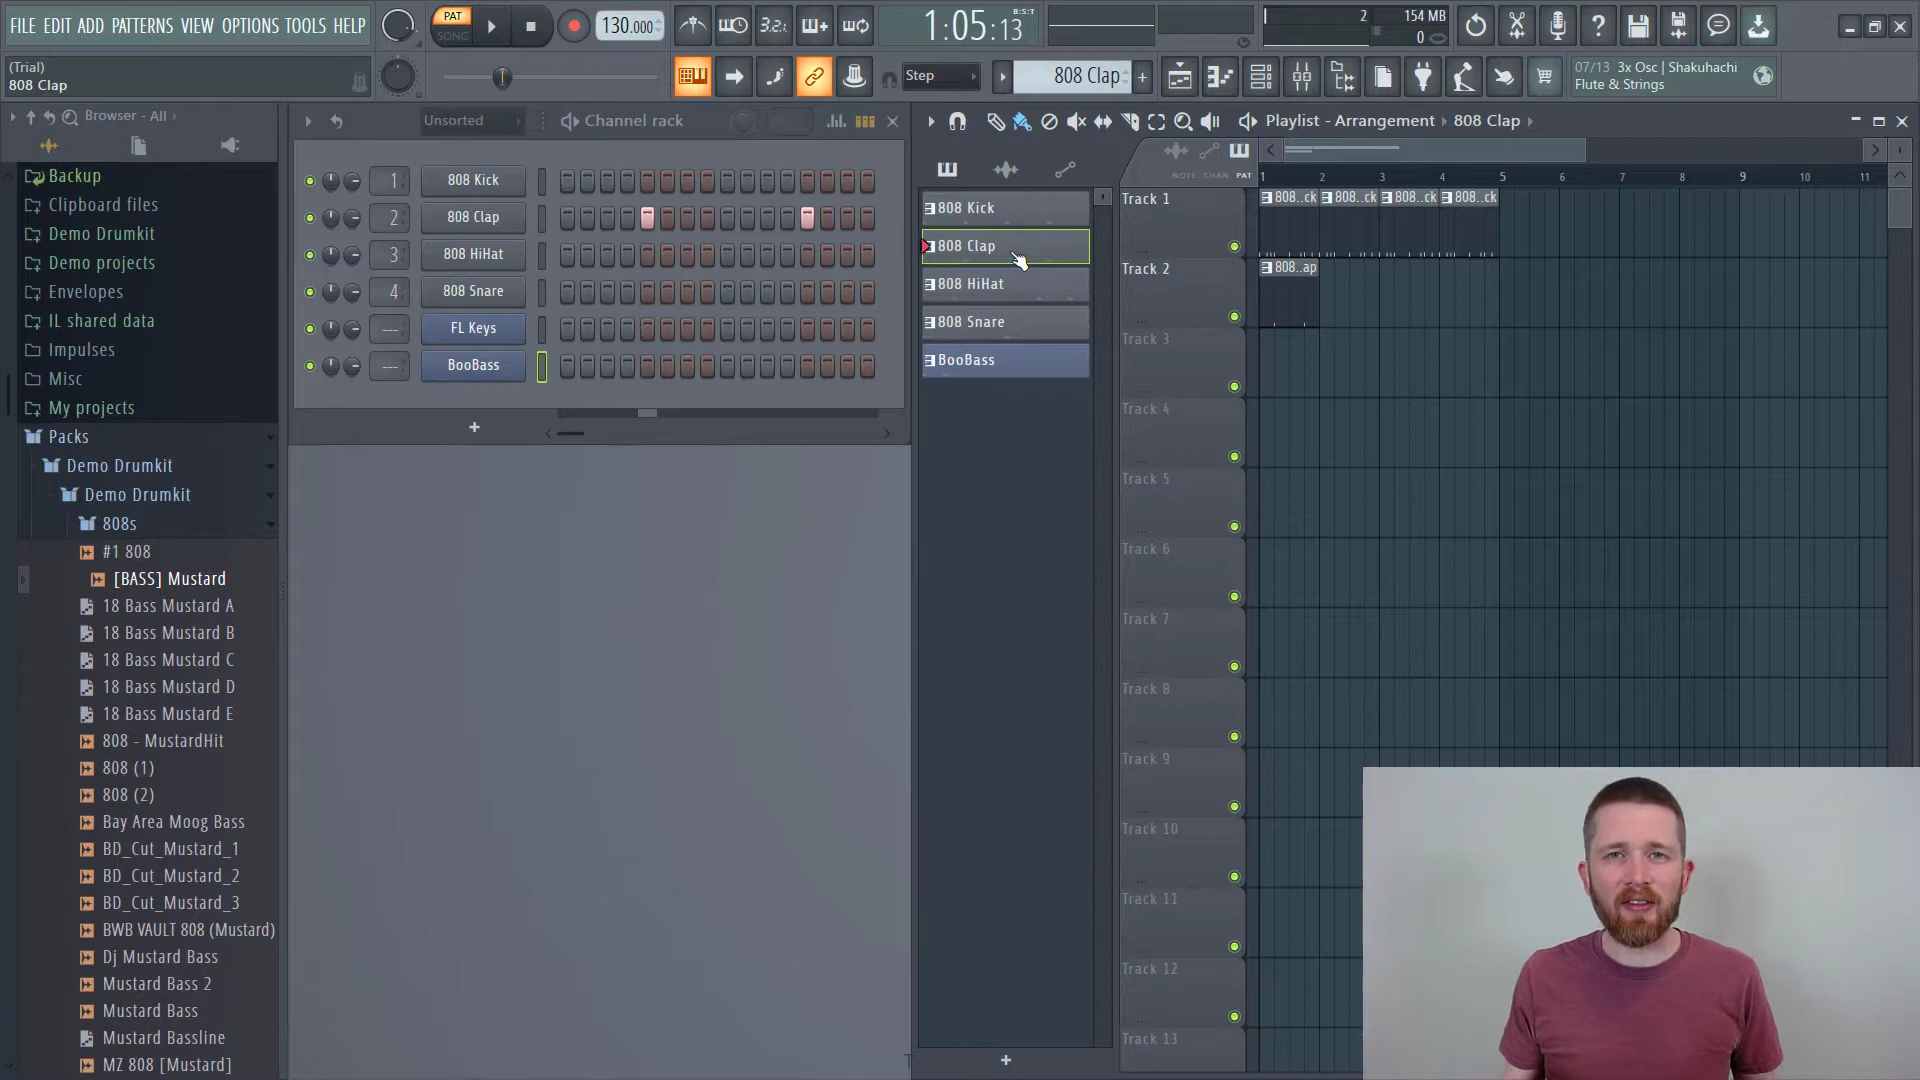 FILE EDIT ADD PATTERNS VIEW OPTIONS TOOLS HELP
PAT
SONG
130.000
3.2.
1:05:13
B:S:T
2
154 MB
0
(Trial)
808 Clap
Step
808 Clap
+
07/13 3x Osc | Shakuhachi
Flute & Strings
Browser - All
Unsorted
Channel rack
Playlist - Arrangement › 808 Clap ›
NOTE CHAN PAT
1 2 3 4 5 6 7 8 9 10 11
Backup
Clipboard files
Demo Drumkit
Demo projects
Envelopes
IL shared data
Impulses
Misc
My projects
Packs
Demo Drumkit
Demo Drumkit
808s
#1 808
[BASS] Mustard
18 Bass Mustard A
18 Bass Mustard B
18 Bass Mustard C
18 Bass Mustard D
18 Bass Mustard E
808 - MustardHit
808 (1)
808 (2)
Bay Area Moog Bass
BD_Cut_Mustard_1
BD_Cut_Mustard_2
BD_Cut_Mustard_3
BWB VAULT 808 (Mustard)
Dj Mustard Bass
Mustard Bass 2
Mustard Bass
Mustard Bassline
MZ 808 [Mustard]
1 808 Kick
2 808 Clap
3 808 HiHat
4 808 Snare
--- FL Keys
--- BooBass
+
808 Kick
808 Clap
808 HiHat
808 Snare
BooBass
+
Track 1
808..ck 808..ck 808..ck 808..ck
Track 2
808..ap
Track 3
Track 4
Track 5
Track 6
Track 7
Track 8
Track 9
Track 10
Track 11
Track 12
Track 13